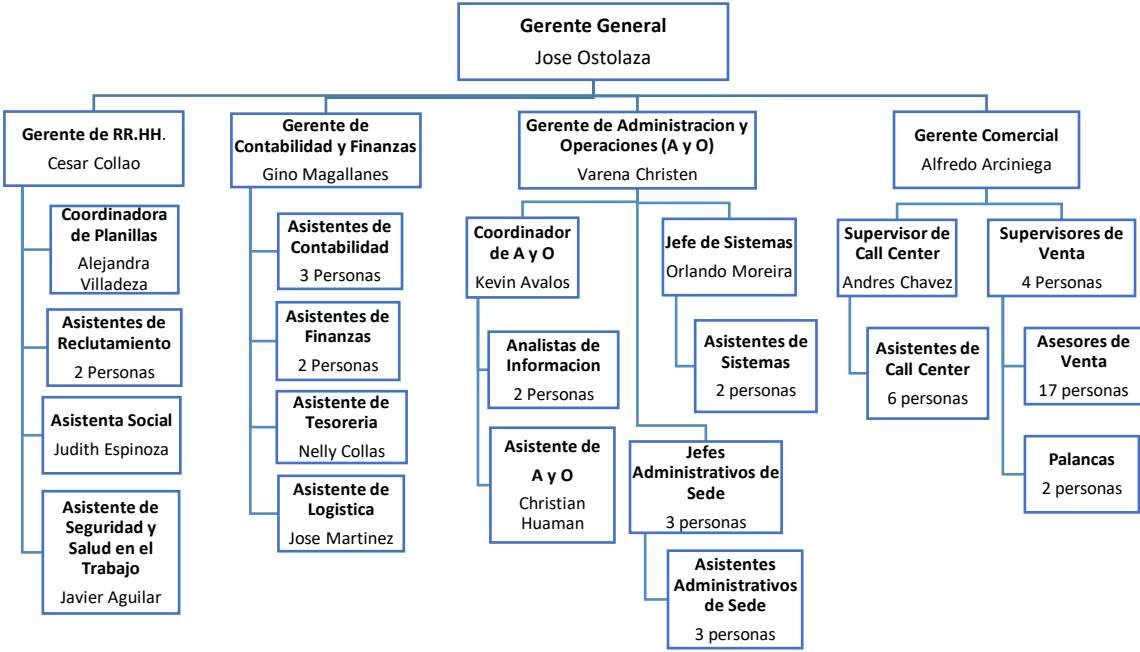 Gerente General
Jose Ostolaza
Gerente de RR.HH.
Cesar Collao
Coordinadora
de Planillas
Alejandra
Villadeza
Asistentes de
Reclutamiento
2 Personas
Asistenta Social
Judith Espinoza
Asistente de
Seguridad y
Salud en el
Trabajo
Javier Aguilar
Gerente de
Contabilidad y Finanzas
Gino Magallanes
Asistentes de
Contabilidad
3 Personas
Asistentes de
Finanzas
2 Personas
Asistente de
Tesoreria
Nelly Collas
Asistente de
Logistica
Jose Martinez
Gerente de Administracion y
Operaciones (A y O)
Varena Christen
Coordinador
de A y O
Kevin Avalos
Analistas de
Informacion
2 Personas
Asistente de
A y O
Christian
Huaman
Jefe de Sistemas
Orlando Moreira
Asistentes de
Sistemas
2 personas
Jefes
Administrativos de
Sede
3 personas
Asistentes
Administrativos
de Sede
3 personas
Gerente Comercial
Alfredo Arciniega
Supervisor de
Call Center
Andres Chavez
Asistentes de
Call Center
6 personas
Supervisores de
Venta
4 Personas
Asesores de
Venta
17 personas
Palancas
2 personas